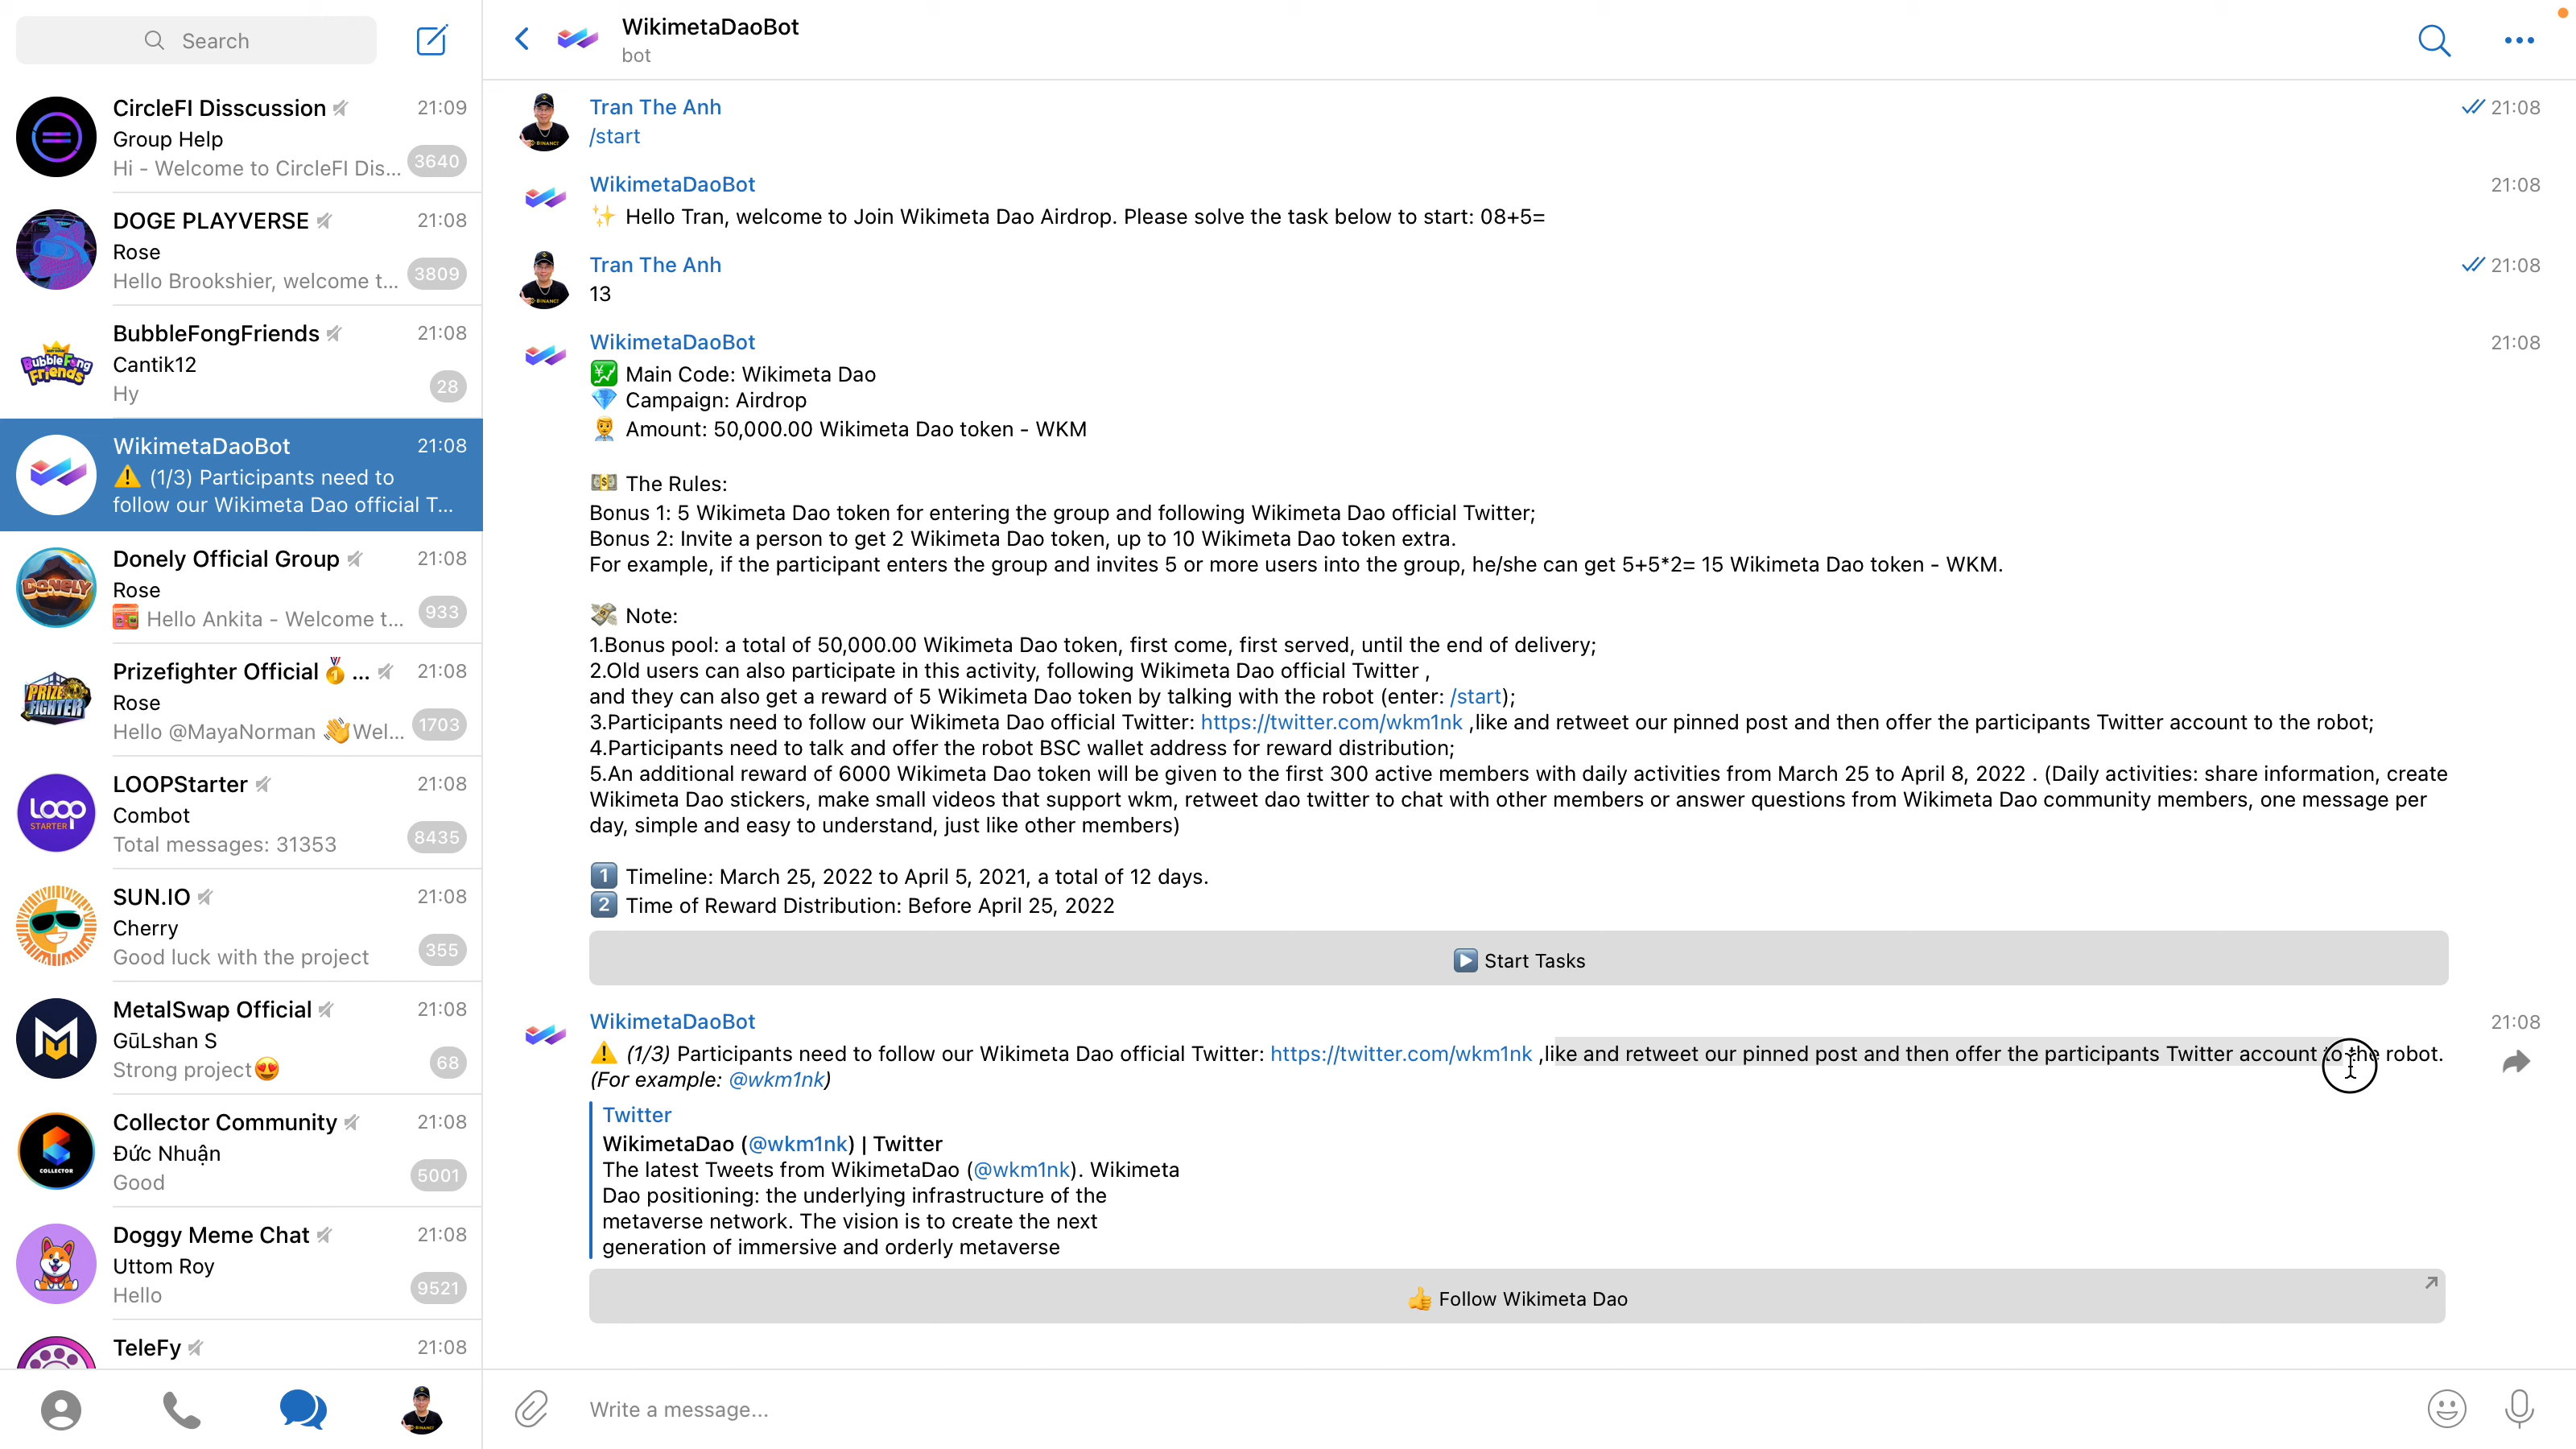 Search
CircleFI Disscussion 21:09
Group Help
Hi - Welcome to CircleFI Dis... 3640
DOGE PLAYVERSE 21:08
Rose
Hello Brookshier, welcome t... 3809
BubbleFongFriends 21:08
Cantik12
Hy 28
WikimetaDaoBot 21:08
⚠️ (1/3) Participants need to
follow our Wikimeta Dao official T...
Donely Official Group 21:08
Rose
Hello Ankita - Welcome t... 933
Prizefighter Official 🥇 ... 21:08
Rose
Hello @MayaNorman 👋Wel... 1703
LOOPStarter 21:08
Combot
Total messages: 31353 8435
SUN.IO 21:08
Cherry
Good luck with the project 355
MetalSwap Official 21:08
GūLshan S
Strong project😍 68
Collector Community 21:08
Đức Nhuận
Good 5001
Doggy Meme Chat 21:08
Uttom Roy
Hello 9521
TeleFy 21:08
BubbleFong
Friends
DONELY
PRIZE
FIGHTER
LOOP
STARTER
COLLECTOR
WikimetaDaoBot
bot
Tran The Anh 21:08
/start
WikimetaDaoBot 21:08
✨ Hello Tran, welcome to Join Wikimeta Dao Airdrop. Please solve the task below to start: 08+5=
Tran The Anh 21:08
13
WikimetaDaoBot 21:08
💹 Main Code: Wikimeta Dao
💎 Campaign: Airdrop
👨‍💼 Amount: 50,000.00 Wikimeta Dao token - WKM
💵 The Rules:
Bonus 1: 5 Wikimeta Dao token for entering the group and following Wikimeta Dao official Twitter;
Bonus 2: Invite a person to get 2 Wikimeta Dao token, up to 10 Wikimeta Dao token extra.
For example, if the participant enters the group and invites 5 or more users into the group, he/she can get 5+5*2= 15 Wikimeta Dao token - WKM.
💸 Note:
1.Bonus pool: a total of 50,000.00 Wikimeta Dao token, first come, first served, until the end of delivery;
2.Old users can also participate in this activity, following Wikimeta Dao official Twitter ,
and they can also get a reward of 5 Wikimeta Dao token by talking with the robot (enter: /start);
3.Participants need to follow our Wikimeta Dao official Twitter: https://twitter.com/wkm1nk ,like and retweet our pinned post and then offer the participants Twitter account to the robot;
4.Participants need to talk and offer the robot BSC wallet address for reward distribution;
5.An additional reward of 6000 Wikimeta Dao token will be given to the first 300 active members with daily activities from March 25 to April 8, 2022 . (Daily activities: share information, create
Wikimeta Dao stickers, make small videos that support wkm, retweet dao twitter to chat with other members or answer questions from Wikimeta Dao community members, one message per
day, simple and easy to understand, just like other members)
1️⃣ Timeline: March 25, 2022 to April 5, 2021, a total of 12 days.
2️⃣ Time of Reward Distribution: Before April 25, 2022
▶️ Start Tasks
WikimetaDaoBot 21:08
⚠️ (1/3) Participants need to follow our Wikimeta Dao official Twitter: https://twitter.com/wkm1nk ,like and retweet our pinned post and then offer the participants Twitter account to the robot.
(For example: @wkm1nk)
Twitter
WikimetaDao (@wkm1nk) | Twitter
The latest Tweets from WikimetaDao (@wkm1nk). Wikimeta
Dao positioning: the underlying infrastructure of the
metaverse network. The vision is to create the next
generation of immersive and orderly metaverse
👍 Follow Wikimeta Dao
Write a message...